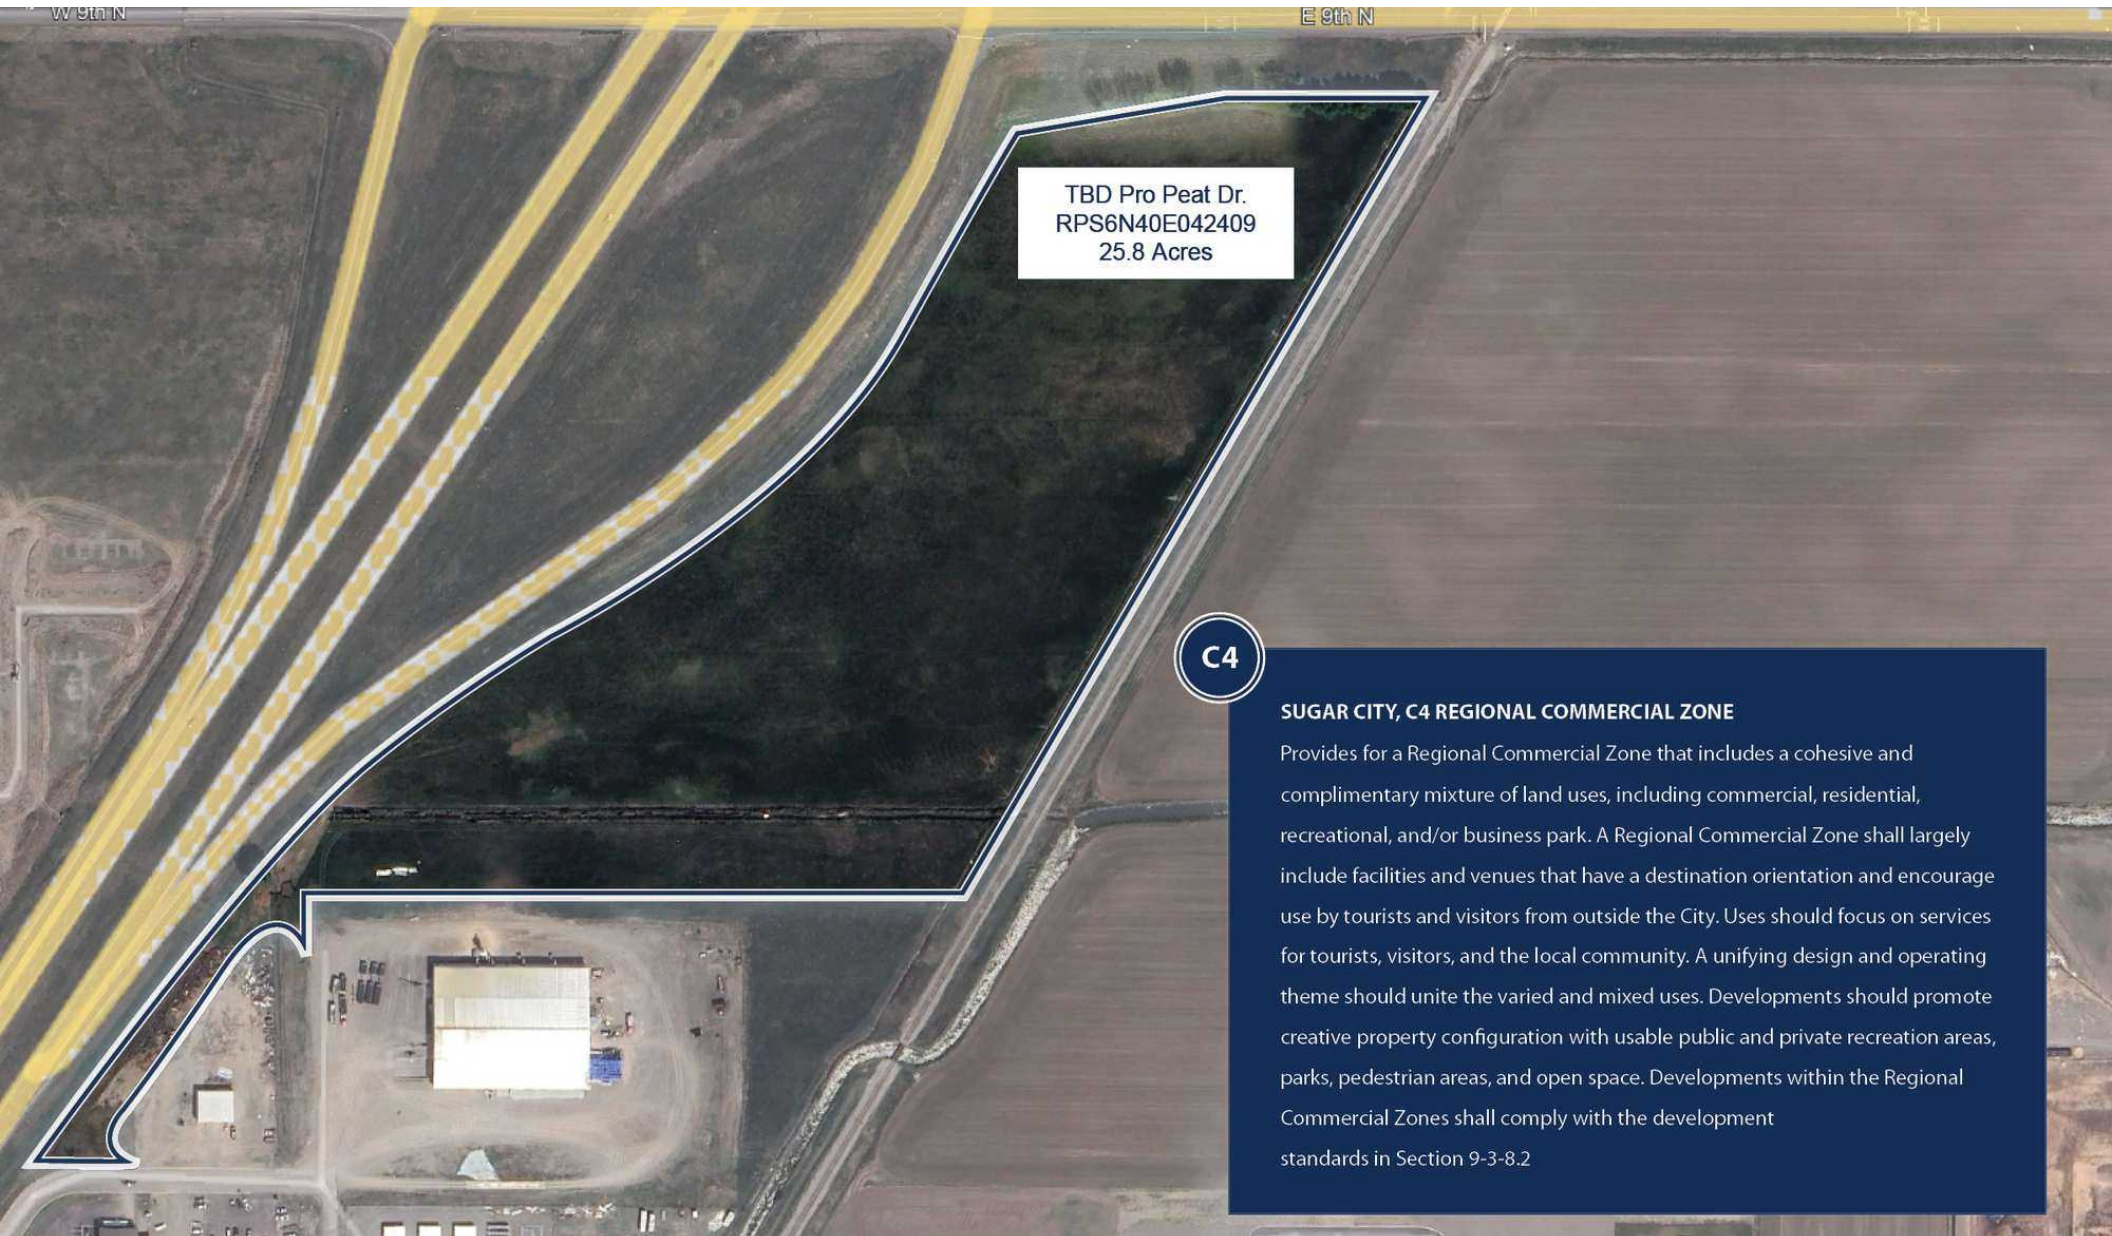 W 9th N
E 9th N
TBD Pro Peat Dr.
RPS6N40E042409
25.8 Acres
C4
SUGAR CITY, C4 REGIONAL COMMERCIAL ZONE
Provides for a Regional Commercial Zone that includes a cohesive and
complimentary mixture of land uses, including commercial, residential,
recreational, and/or business park. A Regional Commercial Zone shall largely
include facilities and venues that have a destination orientation and encourage
use by tourists and visitors from outside the City. Uses should focus on services
for tourists, visitors, and the local community. A unifying design and operating
theme should unite the varied and mixed uses. Developments should promote
creative property configuration with usable public and private recreation areas,
parks, pedestrian areas, and open space. Developments within the Regional
Commercial Zones shall comply with the development
standards in Section 9-3-8.2